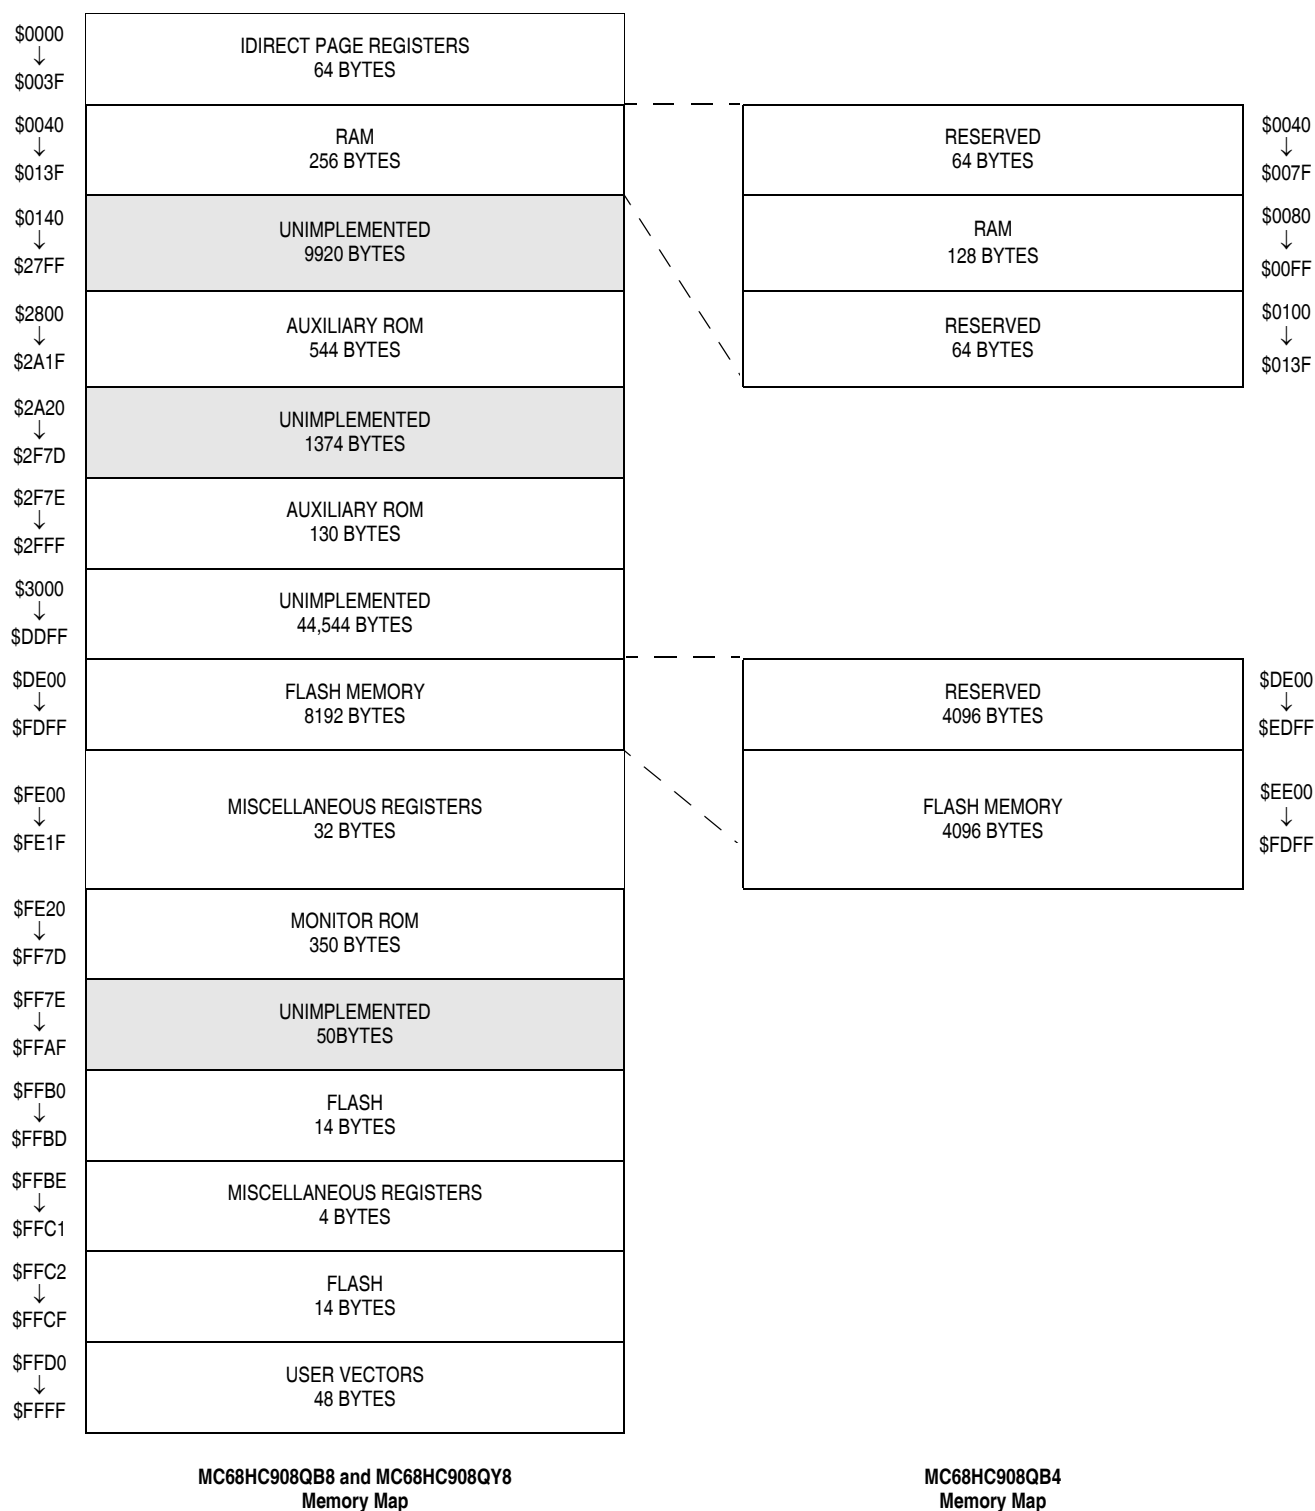 $0000
↓
$003F
IDIRECT PAGE REGISTERS
64 BYTES
$0040
↓
$013F
RAM
256 BYTES
$0140
↓
$27FF
UNIMPLEMENTED
9920 BYTES
$2800
↓
$2A1F
AUXILIARY ROM
544 BYTES
$2A20
↓
$2F7D
UNIMPLEMENTED
1374 BYTES
$2F7E
↓
$2FFF
AUXILIARY ROM
130 BYTES
$3000
↓
$DDFF
UNIMPLEMENTED
44,544 BYTES
$DE00
↓
$FDFF
FLASH MEMORY
8192 BYTES
$FE00
↓
$FE1F
MISCELLANEOUS REGISTERS
32 BYTES
$FE20
↓
$FF7D
MONITOR ROM
350 BYTES
$FF7E
↓
$FFAF
UNIMPLEMENTED
50BYTES
$FFB0
↓
$FFBD
FLASH
14 BYTES
$FFBE
↓
$FFC1
MISCELLANEOUS REGISTERS
4 BYTES
$FFC2
↓
$FFCF
FLASH
14 BYTES
$FFD0
↓
$FFFF
USER VECTORS
48 BYTES
MC68HC908QB8 and MC68HC908QY8
Memory Map
RESERVED
64 BYTES
$0040
↓
$007F
RAM
128 BYTES
$0080
↓
$00FF
RESERVED
64 BYTES
$0100
↓
$013F
RESERVED
4096 BYTES
$DE00
↓
$EDFF
FLASH MEMORY
4096 BYTES
$EE00
↓
$FDFF
MC68HC908QB4
Memory Map